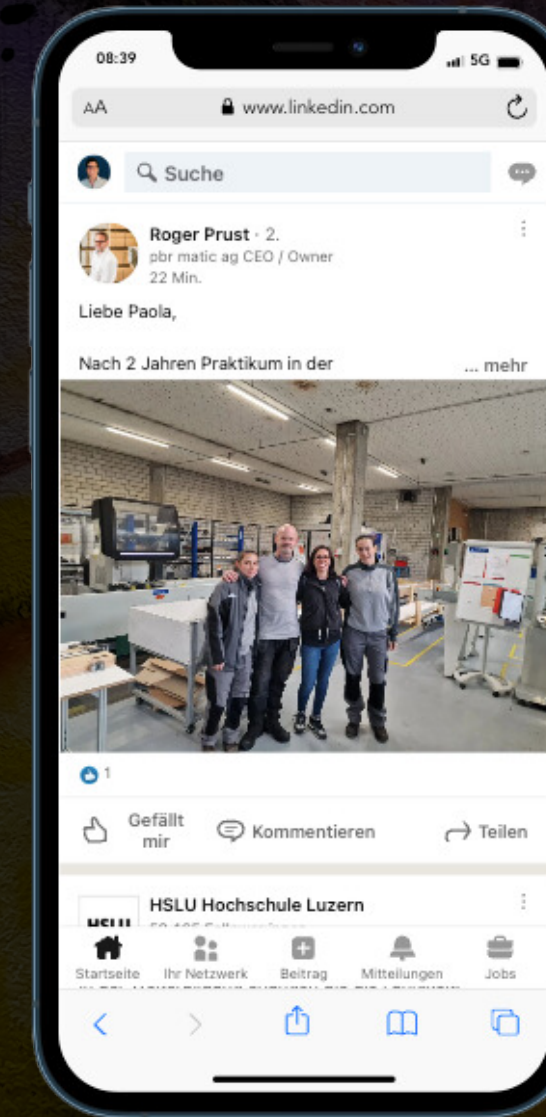 08:39
5G
AA
www.linkedin.com
Suche
Roger Prust · 2.
pbr matic ag CEO / Owner
22 Min.
Liebe Paola,
Nach 2 Jahren Praktikum in der
... mehr
1
Gefällt
mir
Kommentieren
Teilen
HSLU Hochschule Luzern
HSLU
Startseite
Ihr Netzwerk
Beitrag
Mitteilungen
Jobs